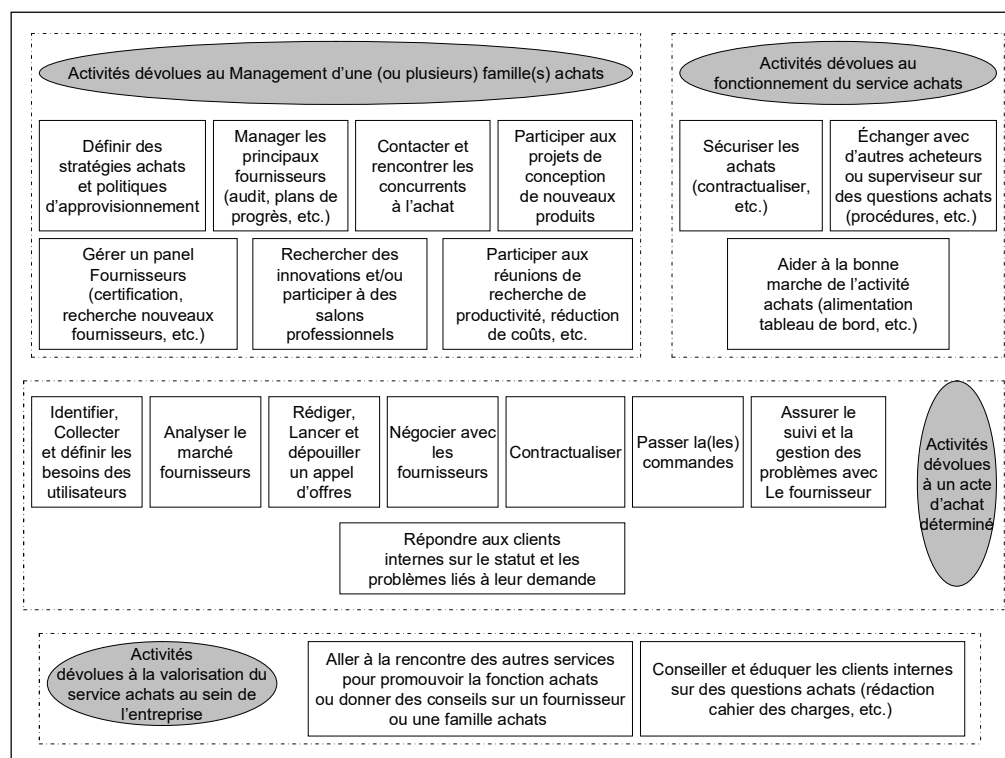 Activités dévolues au Management d’une (ou plusieurs) famille(s) achats
Définir des
stratégies achats
et politiques
d’approvisionnement
Manager les
principaux
fournisseurs
(audit, plans de
progrès, etc.)
Contacter et
rencontrer les
concurrents
à l’achat
Participer aux
projets de
conception
de nouveaux
produits
Gérer un panel
Fournisseurs
(certification,
recherche nouveaux
fournisseurs, etc.)
Rechercher des
innovations et/ou
participer à des
salons
professionnels
Participer aux
réunions de
recherche de
productivité, réduction
de coûts, etc.
Activités dévolues au
fonctionnement du service achats
Sécuriser les
achats
(contractualiser,
etc.)
Échanger avec
d’autres acheteurs
ou superviseur sur
des questions achats
(procédures, etc.)
Aider à la bonne
marche de l’activité
achats (alimentation
tableau de bord, etc.)
Identifier,
Collecter
et définir les
besoins des
utilisateurs
Analyser le
marché
fournisseurs
Rédiger,
Lancer et
dépouiller
un appel
d’offres
Négocier avec
les
fournisseurs
Contractualiser
Passer la(les)
commandes
Assurer le
suivi et la
gestion des
problèmes avec
Le fournisseur
Activités
dévolues
à un acte
d’achat
déterminé
Répondre aux clients
internes sur le statut et les
problèmes liés à leur demande
Activités
dévolues à la valorisation du
service achats au sein de
l’entreprise
Aller à la rencontre des autres services
pour promouvoir la fonction achats
ou donner des conseils sur un fournisseur
ou une famille achats
Conseiller et éduquer les clients internes
sur des questions achats (rédaction
cahier des charges, etc.)